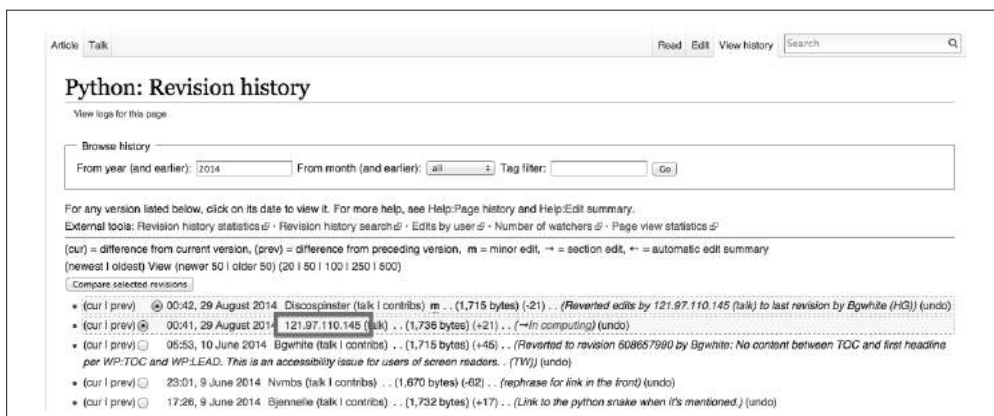 Article Talk Read Edit View history Search
Python: Revision history
View logs for this page
Browse history
From year (and earlier): 2014 From month (and earlier): all Tag filter: Go
For any version listed below, click on its date to view it. For more help, see Help:Page history and Help:Edit summary.
External tools: Revision history statistics · Revision history search · Edits by user · Number of watchers · Page view statistics
(cur) = difference from current version, (prev) = difference from preceding version, m = minor edit, → = section edit, ← = automatic edit summary
(newest | oldest) View (newer 50 | older 50) (20 | 50 | 100 | 250 | 500)
Compare selected revisions
• (cur | prev) 00:42, 29 August 2014 Discospinster (talk | contribs) m . . (1,715 bytes) (-21) . . (Reverted edits by 121.97.110.145 (talk) to last revision by Bgwhite (HG)) (undo)
• (cur | prev) 00:41, 29 August 2014 121.97.110.145 (talk) . . (1,736 bytes) (+21) . . (→In computing) (undo)
• (cur | prev) 05:53, 10 June 2014 Bgwhite (talk | contribs) . . (1,715 bytes) (+45) . . (Reverted to revision 608657990 by Bgwhite: No content between TOC and first headline
per WP:TOC and WP:LEAD. This is an accessibility issue for users of screen readers. . (TW)) (undo)
• (cur | prev) 23:01, 9 June 2014 Nvmbs (talk | contribs) . . (1,670 bytes) (-62) . . (rephrase for link in the front) (undo)
• (cur | prev) 17:26, 9 June 2014 Bjennelle (talk | contribs) . . (1,732 bytes) (+17) . . (Link to the python snake when it's mentioned.) (undo)